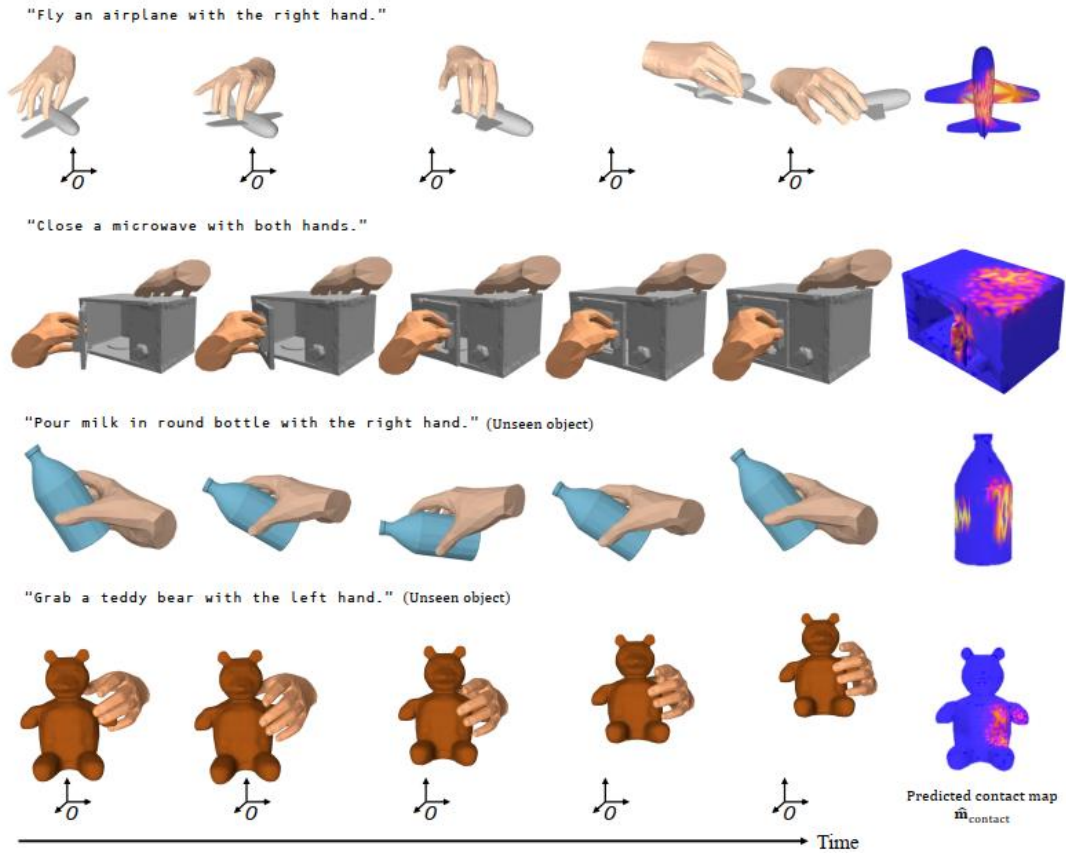 "Fly an airplane with the right hand."
O O O O O
"Close a microwave with both hands."
"Pour milk in round bottle with the right hand." (Unseen object)
"Grab a teddy bear with the left hand." (Unseen object)
O O O O O
Predicted contact map
m̂contact
Time